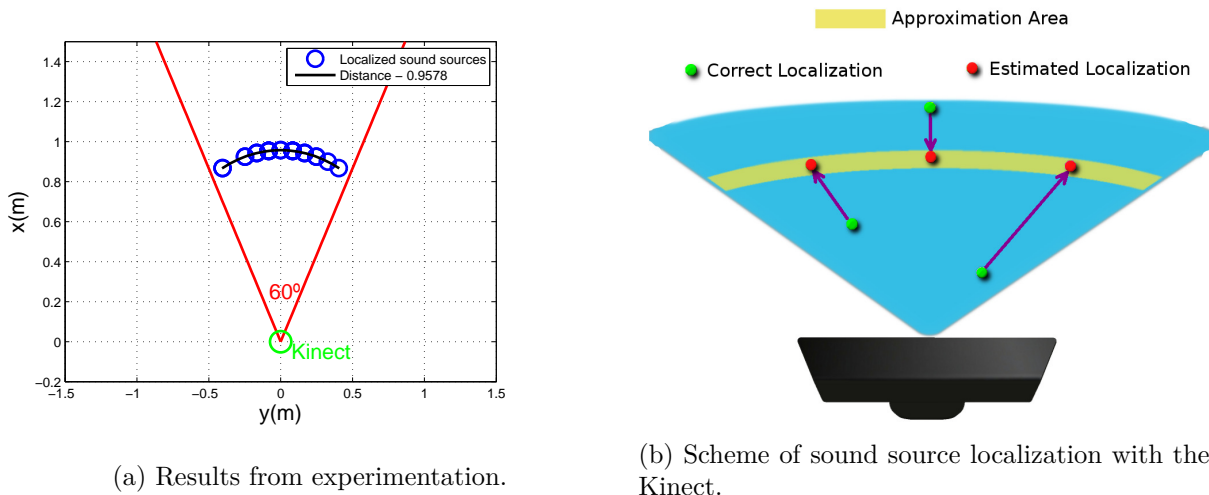 Localized sound sources
Distance − 0.9578
1.4
1.2
1
0.8
0.6
0.4
0.2
0
−0.2
x(m)
60º
Kinect
−1.5
−1
−0.5
0
0.5
1
1.5
y(m)
(a) Results from experimentation.
Approximation Area
Correct Localization
Estimated Localization
(b) Scheme of sound source localization with the
Kinect.